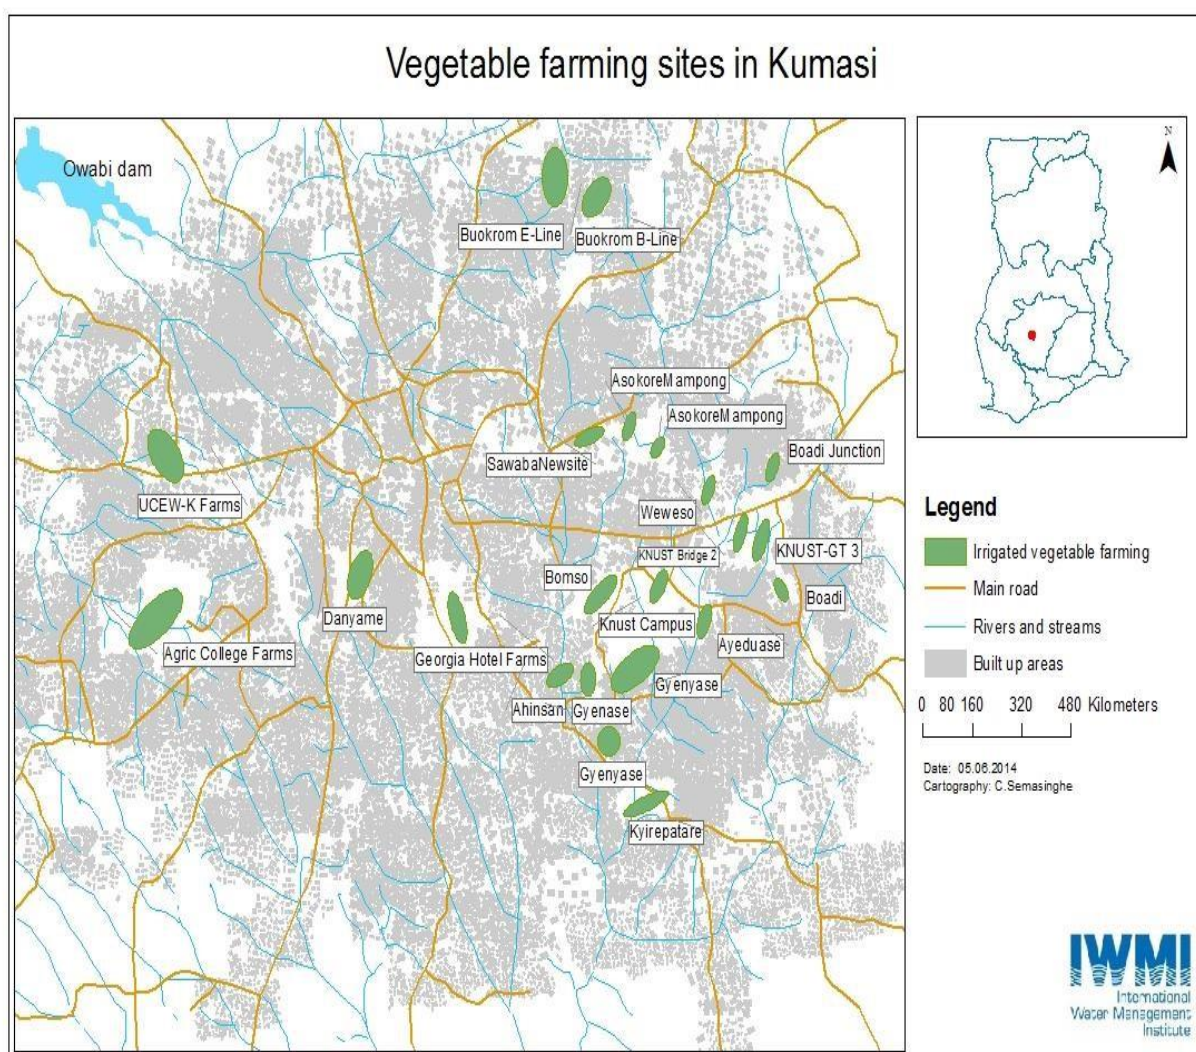 Vegetable farming sites in Kumasi
Owabi dam
N
Buokrom E-Line
Buokrom B-Line
AsokoreMampong
AsokoreMampong
Boadi Junction
SawabaNewsite
UCEW-K Farms
Weweso
KNUST Bridge 2
KNUST-GT 3
Bomso
Boadi
Danyame
Knust Campus
Ayeduase
Agric College Farms
Georgia Hotel Farms
Gyenyase
Ahinsan
Gyenase
Gyenyase
Kyirepatare
Legend
Irrigated vegetable farming
Main road
Rivers and streams
Built up areas
0 80 160 320 480 Kilometers
Date: 05.06.2014
Cartography: C.Semasinghe
IWMI
International
Water Management
Institute